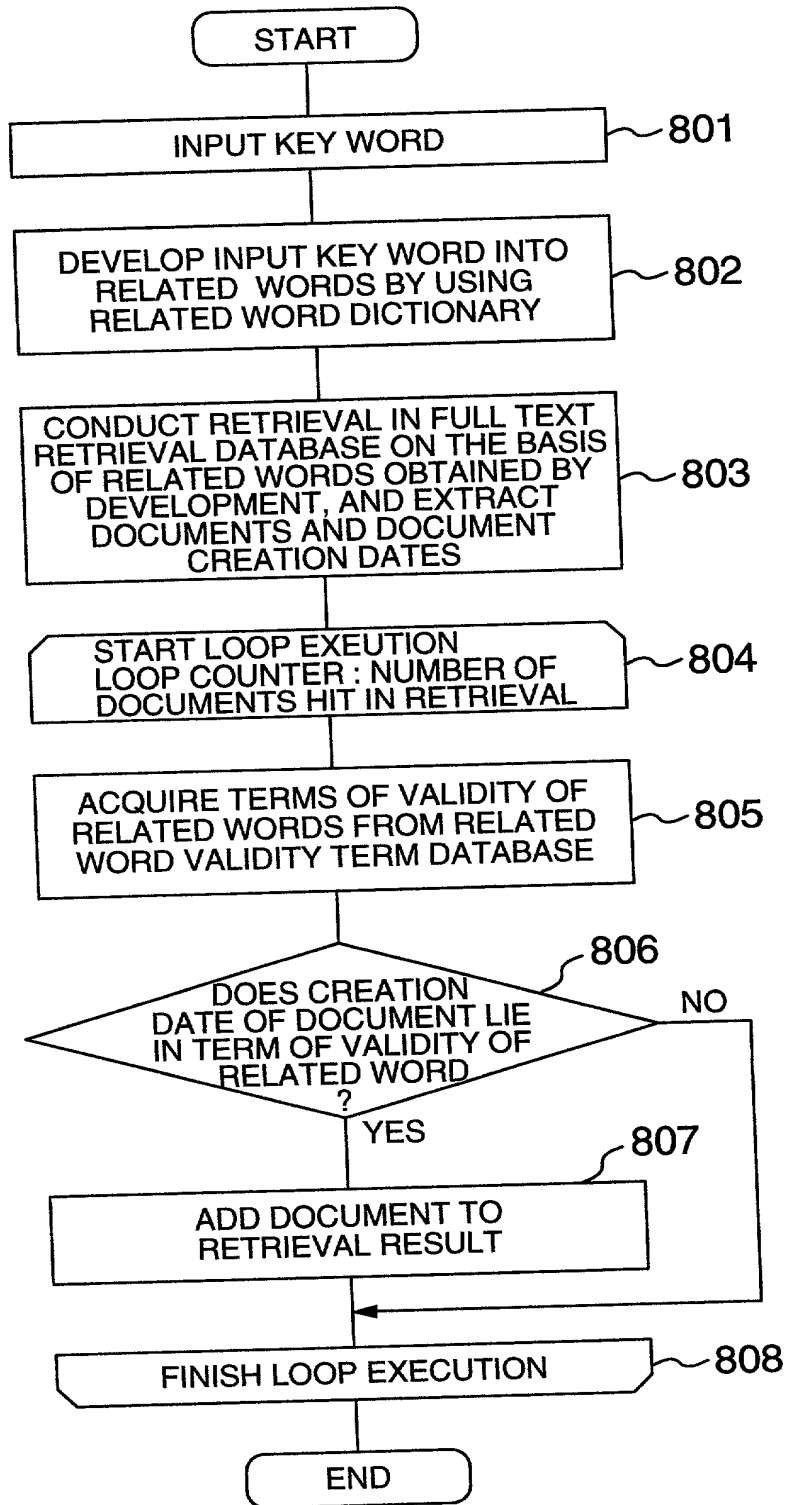 START
INPUT KEY WORD
801
DEVELOP INPUT KEY WORD INTO
RELATED WORDS BY USING
RELATED WORD DICTIONARY
802
CONDUCT RETRIEVAL IN FULL TEXT
RETRIEVAL DATABASE ON THE BASIS
OF RELATED WORDS OBTAINED BY
DEVELOPMENT, AND EXTRACT
DOCUMENTS AND DOCUMENT
CREATION DATES
803
START LOOP EXEUTION
LOOP COUNTER : NUMBER OF
DOCUMENTS HIT IN RETRIEVAL
804
ACQUIRE TERMS OF VALIDITY OF
RELATED WORDS FROM RELATED
WORD VALIDITY TERM DATABASE
805
806
DOES CREATION
DATE OF DOCUMENT LIE
IN TERM OF VALIDITY OF
RELATED WORD
?
NO
YES
807
ADD DOCUMENT TO
RETRIEVAL RESULT
FINISH LOOP EXECUTION
808
END